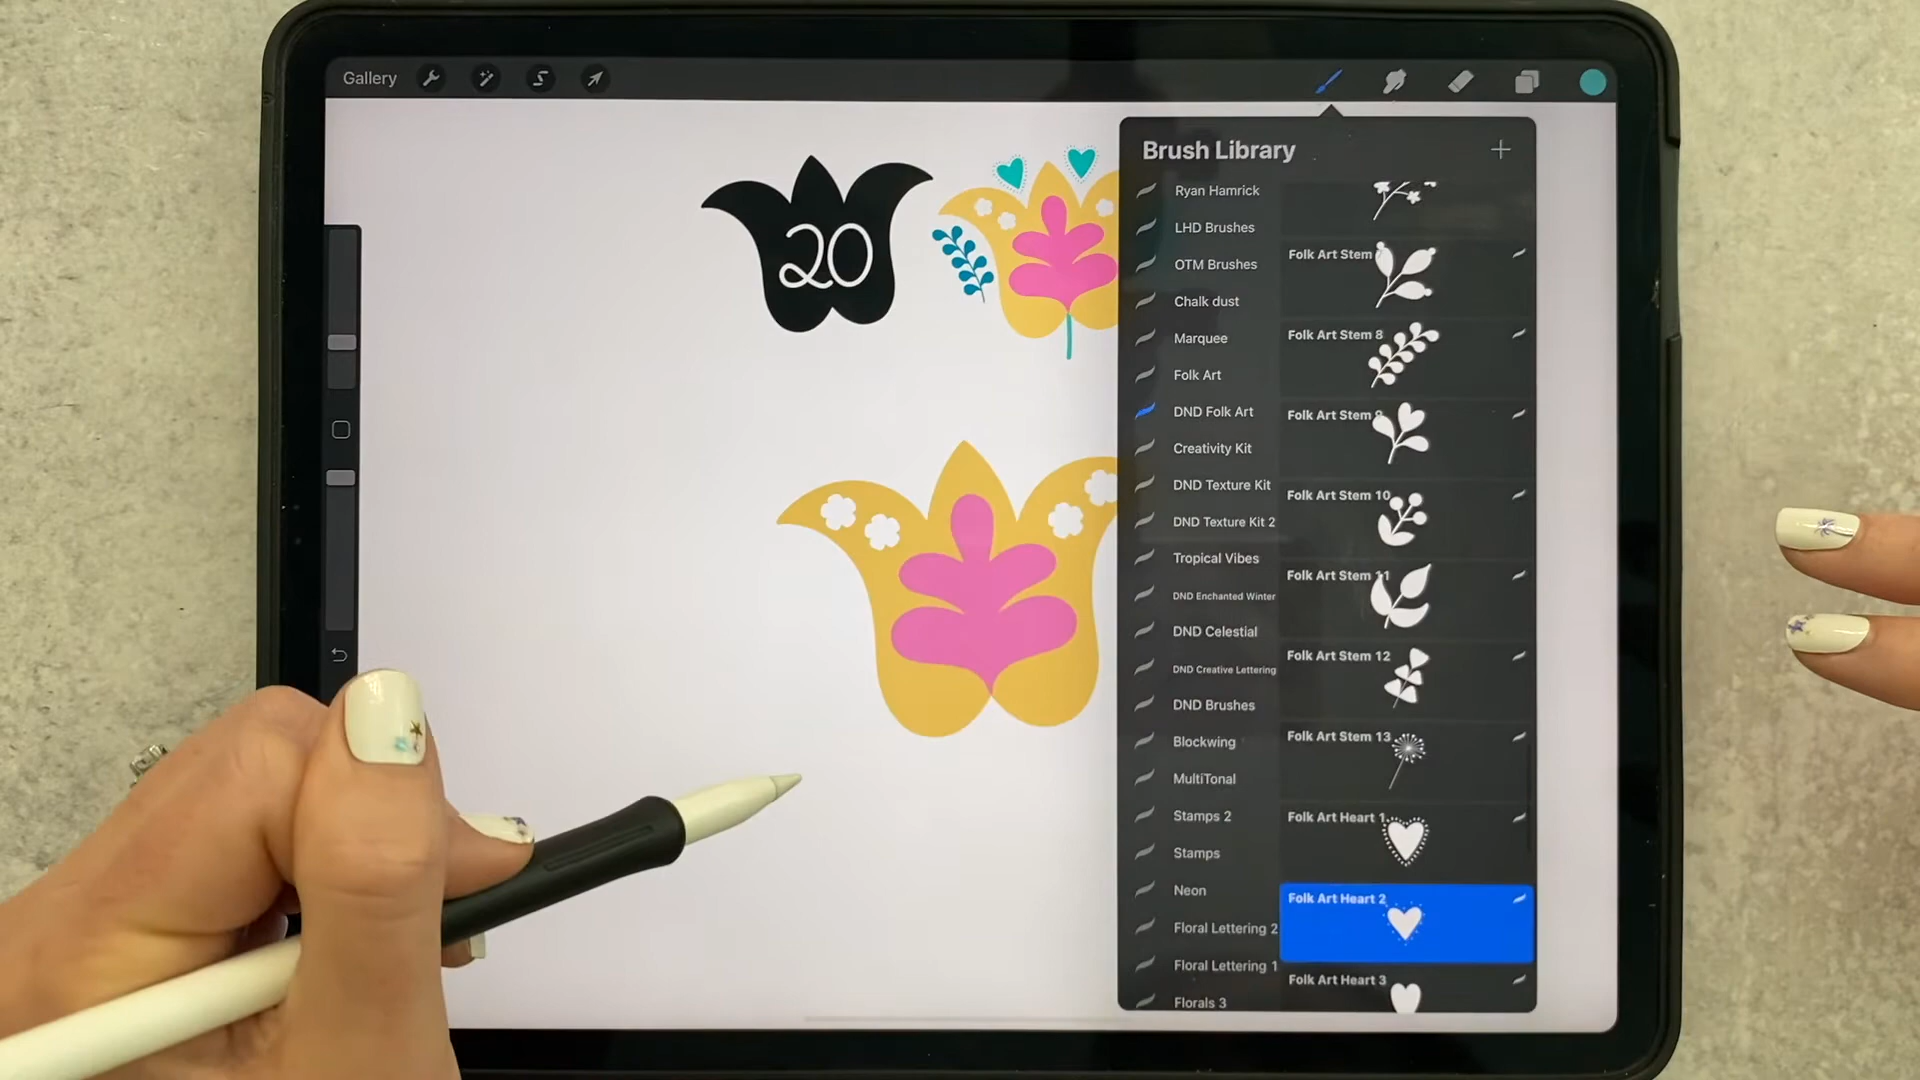 Gallery
20
Brush Library
Ryan Hamrick
LHD Brushes
OTM Brushes
Chalk dust
Marquee
Folk Art
DND Folk Art
Creativity Kit
DND Texture Kit
DND Texture Kit 2
Tropical Vibes
DND Enchanted Winter
DND Celestial
DND Creative Lettering
DND Brushes
Blockwing
MultiTonal
Stamps 2
Stamps
Neon
Floral Lettering 2
Floral Lettering 1
Florals 3
Folk Art Stem
Folk Art Stem 8
Folk Art Stem 9
Folk Art Stem 10
Folk Art Stem 11
Folk Art Stem 12
Folk Art Stem 13
Folk Art Heart 1
Folk Art Heart 2
Folk Art Heart 3